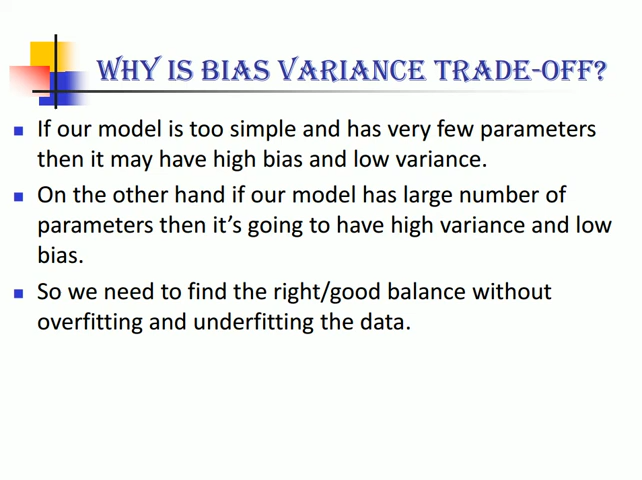 Why is Bias Variance Trade-off?
If our model is too simple and has very few parameters
then it may have high bias and low variance.
On the other hand if our model has large number of
parameters then it’s going to have high variance and low
bias.
So we need to find the right/good balance without
overfitting and underfitting the data.